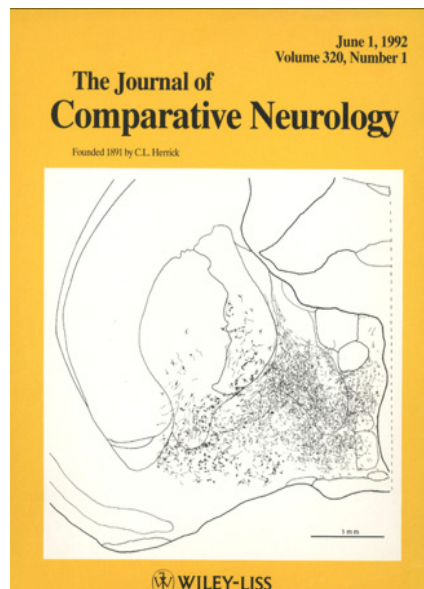 June 1, 1992
Volume 320, Number 1
The Journal of
Comparative Neurology
Founded 1891 by C.L. Herrick
1 mm
WILEY-LISS